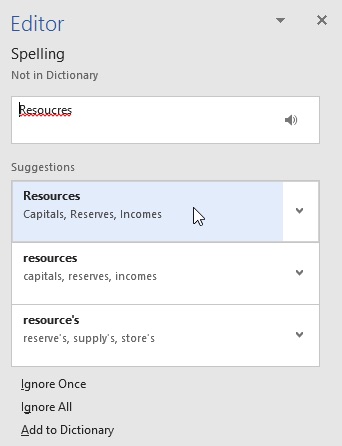 Editor
Spelling
Not in Dictionary
Resoucres
Suggestions
Resources
Capitals, Reserves, Incomes
resources
capitals, reserves, incomes
resource's
reserve's, supply's, store's
Ignore Once
Ignore All
Add to Dictionary